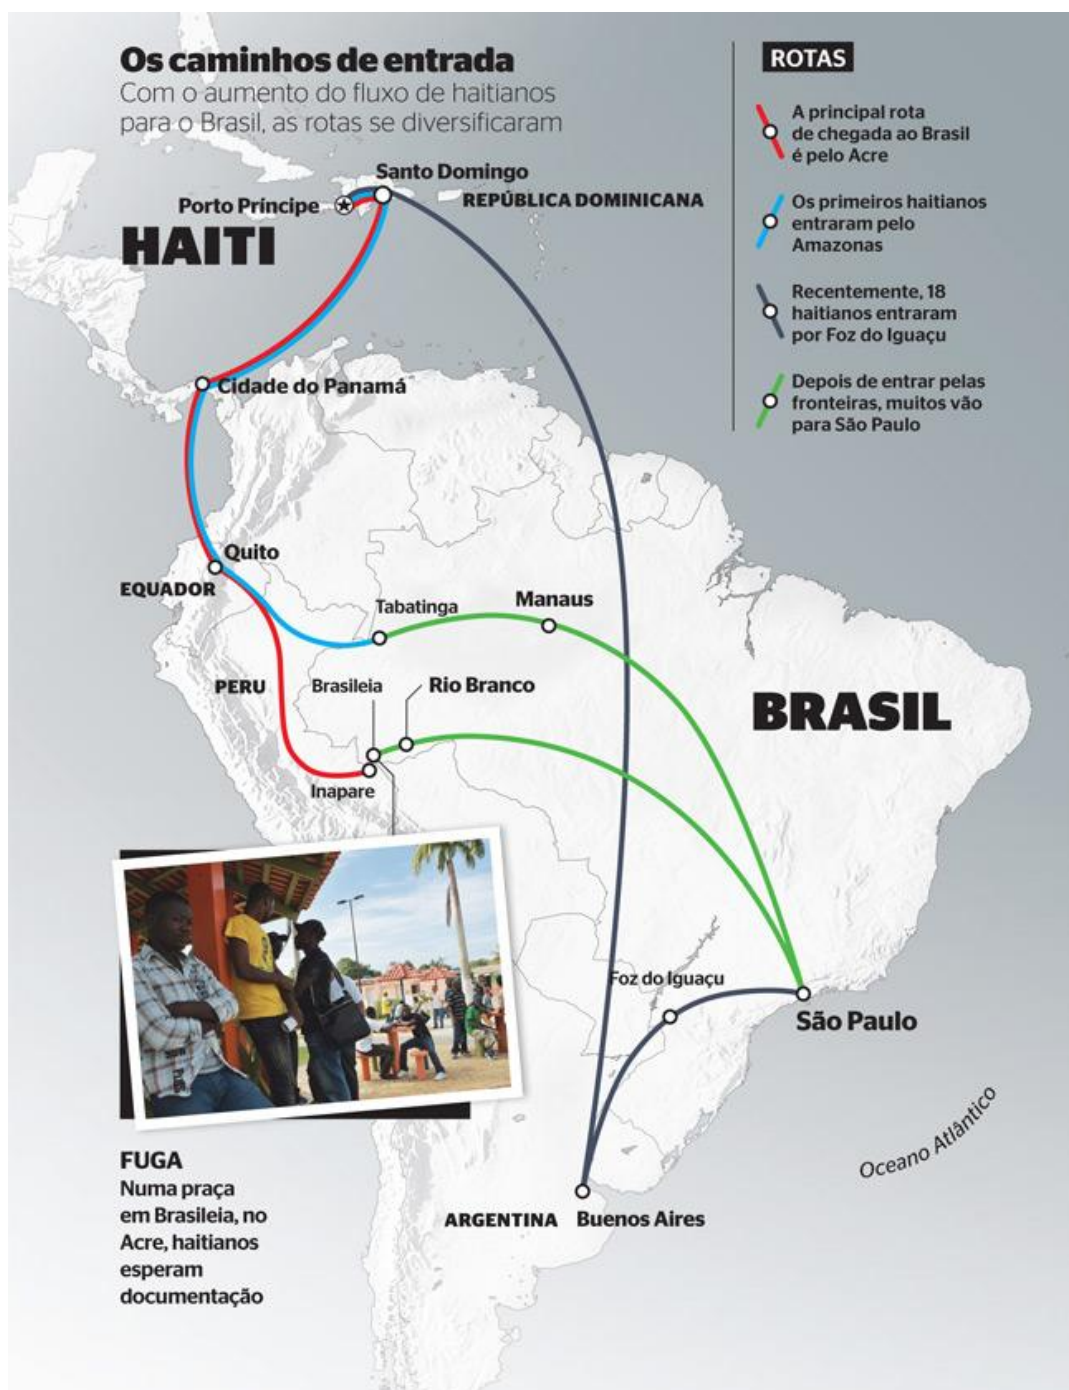 Os caminhos de entrada
Com o aumento do fluxo de haitianos
para o Brasil, as rotas se diversificaram
ROTAS
A principal rota
de chegada ao Brasil
é pelo Acre
Os primeiros haitianos
entraram pelo
Amazonas
Recentemente, 18
haitianos entraram
por Foz do Iguaçu
Depois de entrar pelas
fronteiras, muitos vão
para São Paulo
Santo Domingo
REPÚBLICA DOMINICANA
Porto Príncipe
HAITI
Cidade do Panamá
Quito
EQUADOR
Tabatinga
Manaus
PERU
Brasileia
Rio Branco
BRASIL
Inapare
Foz do Iguaçu
São Paulo
Oceano Atlântico
ARGENTINA
Buenos Aires
FUGA
Numa praça
em Brasileia, no
Acre, haitianos
esperam
documentação